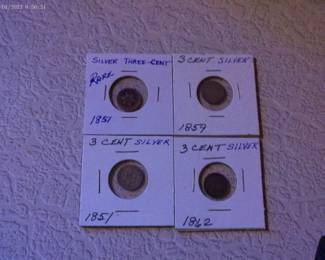 SILVER THREE-CENT
RARE
1851
3 CENT SILVER
1859
3 CENT SILVER
1851
3 CENT SILVER
1862